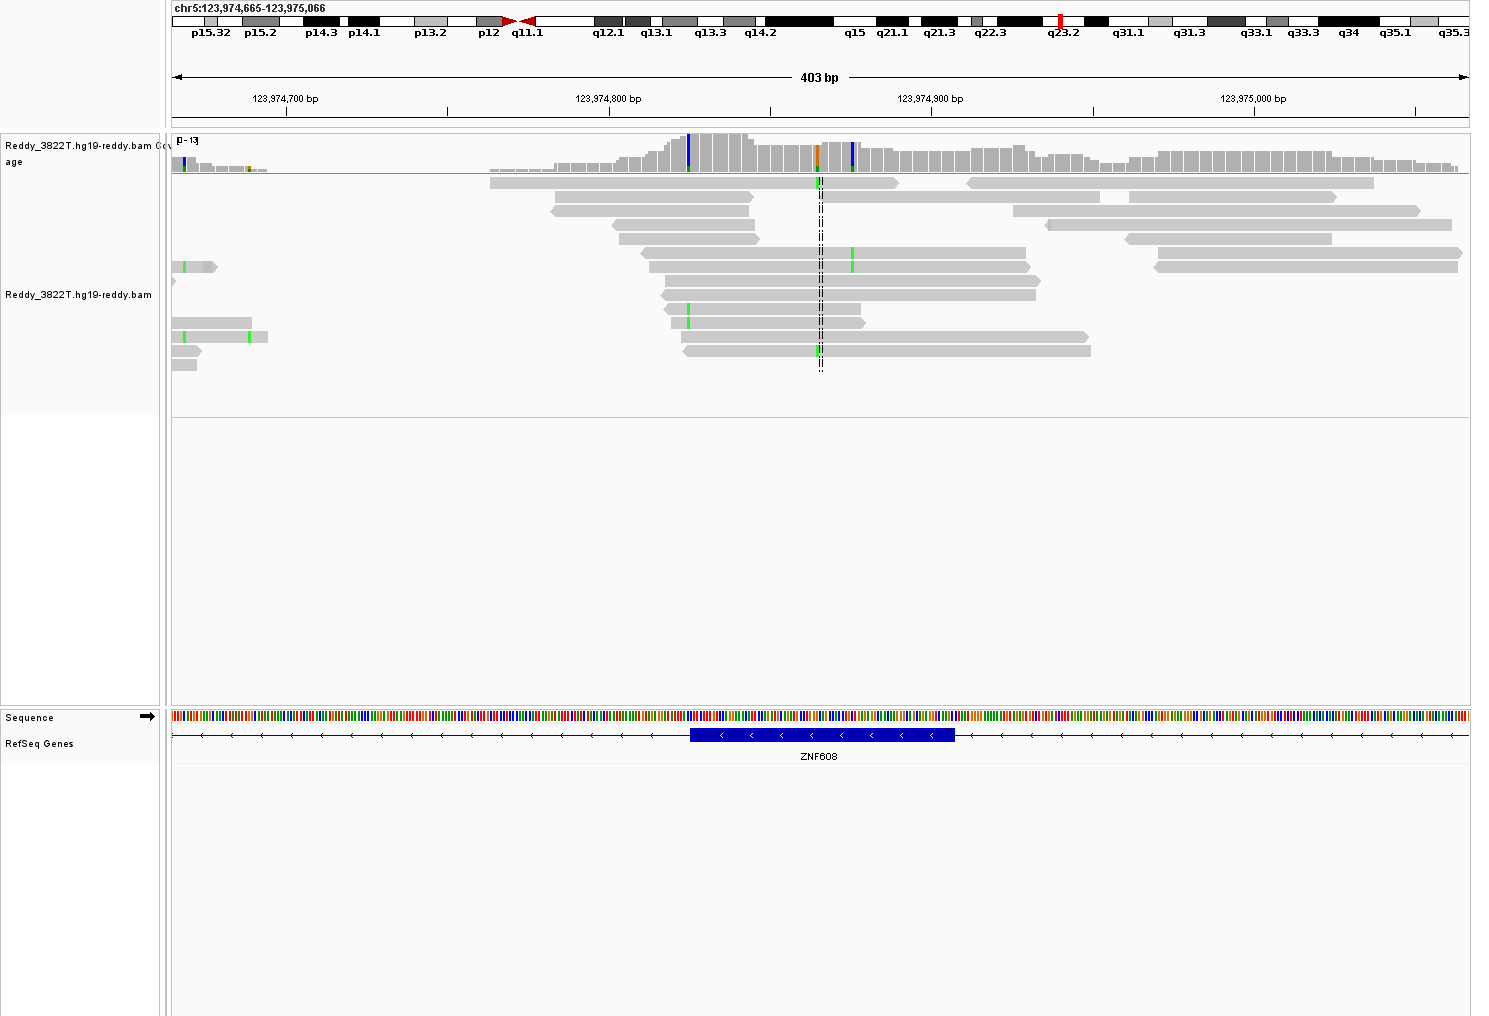 chr5:123,974,665-123,975,066
p15.32 p15.2 p14.3 p14.1 p13.2 p12 q11.1 q12.1 q13.1 q13.3 q14.2 q15 q21.1 q21.3 q22.3 q23.2 q31.1 q31.3 q33.1 q33.3 q34 q35.1 q35.3
403 bp
123,974,700 bp 123,974,800 bp 123,974,900 bp 123,975,000 bp
[0 - 13]
Reddy_3822T.hg19-reddy.bam Cov
age
Reddy_3822T.hg19-reddy.bam
Sequence
RefSeq Genes
ZNF608